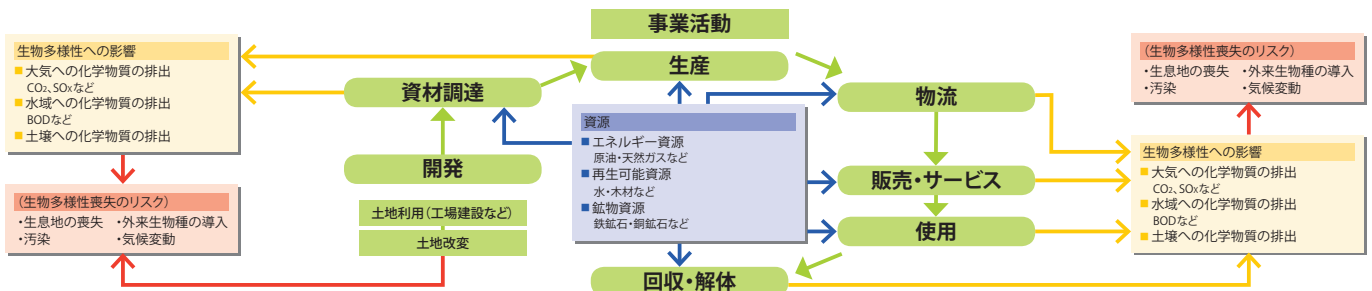 事業活動
生物多様性への影響
■ 大気への化学物質の排出
CO₂、SOxなど
■ 水域への化学物質の排出
BODなど
■ 土壌への化学物質の排出
(生物多様性喪失のリスク)
・生息地の喪失 ・外来生物種の導入
・汚染 ・気候変動
資材調達
開発
土地利用(工場建設など)
土地改変
生産
資源
■ エネルギー資源
原油・天然ガスなど
■ 再生可能資源
水・木材など
■ 鉱物資源
鉄鉱石・銅鉱石など
回収・解体
物流
販売・サービス
使用
(生物多様性喪失のリスク)
・生息地の喪失 ・外来生物種の導入
・汚染 ・気候変動
生物多様性への影響
■ 大気への化学物質の排出
CO₂、SOxなど
■ 水域への化学物質の排出
BODなど
■ 土壌への化学物質の排出